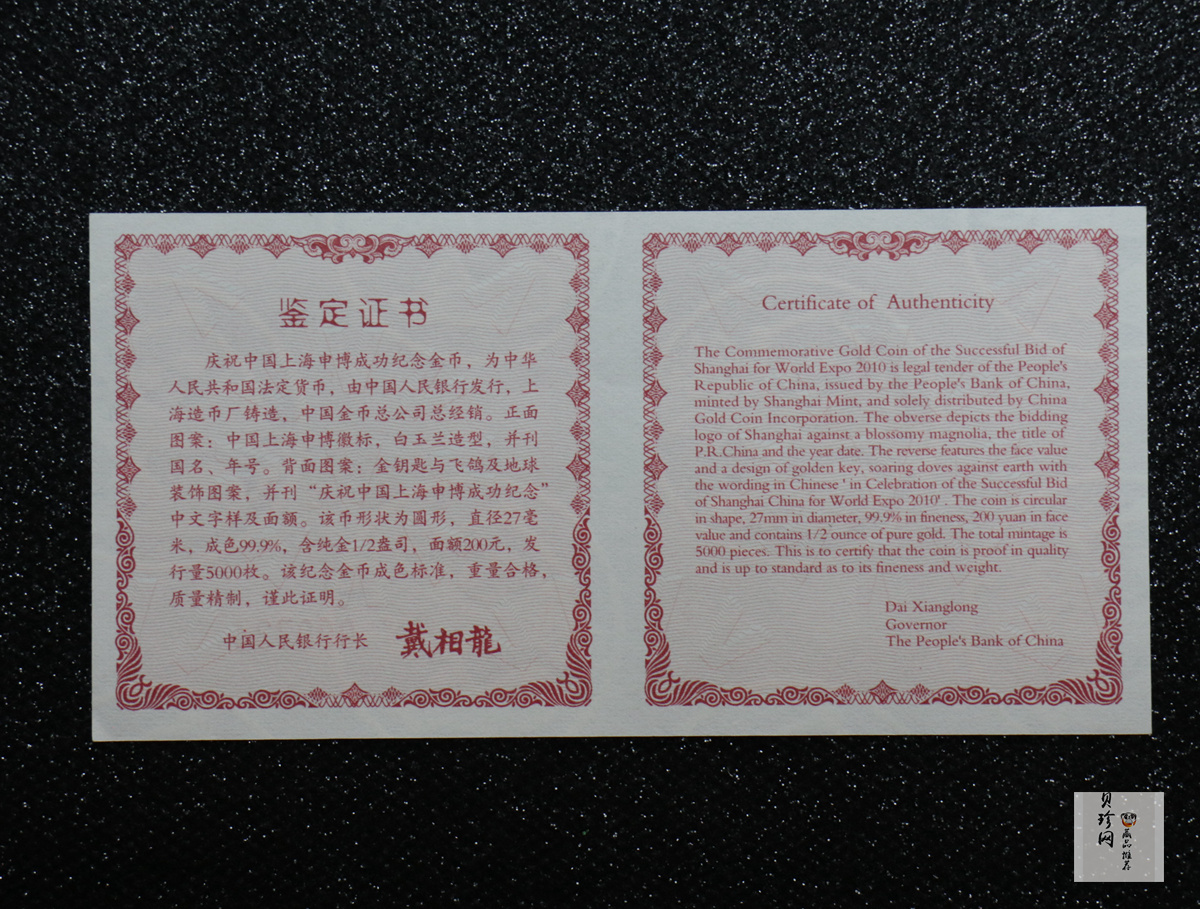 鉴定证书
庆祝中国上海申博成功纪念金币，为中华
人民共和国法定货币，由中国人民银行发行，上
海造币厂铸造，中国金币总公司总经销。正面
图案：中国上海申博徽标，白玉兰造型，并刊
国名、年号。背面图案：金钥匙与飞鸽及地球
装饰图案，并刊“庆祝中国上海申博成功纪念”
中文字样及面额。该币形状为圆形，直径27毫
米，成色99.9%，含纯金1/2盎司，面额200元，发
行量5000枚。该纪念金币成色标准，重量合格，
质量精制，谨此证明。
中国人民银行行长 戴相龍
Certificate of Authenticity
The Commemorative Gold Coin of the Successful Bid of
Shanghai for World Expo 2010 is legal tender of the People's
Republic of China, issued by the People's Bank of China,
minted by Shanghai Mint, and solely distributed by China
Gold Coin Incorporation. The obverse depicts the bidding
logo of Shanghai against a blossomy magnolia, the title of
P.R.China and the year date. The reverse features the face value
and a design of golden key, soaring doves against earth with
the wording in Chinese ' in Celebration of the Successful Bid
of Shanghai China for World Expo 2010' . The coin is circular
in shape, 27mm in diameter, 99.9% in fineness, 200 yuan in face
value and contains 1/2 ounce of pure gold. The total mintage is
5000 pieces. This is to certify that the coin is proof in quality
and is up to standard as to its fineness and weight.
Dai Xianglong
Governor
The People's Bank of China
贝珍网
藏品推荐